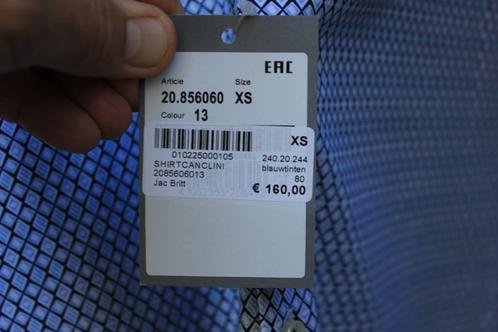 EAC
Article Size
20.856060 XS
Colour 13
XS
010225000105 240.20.244
SHIRTCANCLINI blauwtinten
2085606013 80
Jac Britt € 160,00